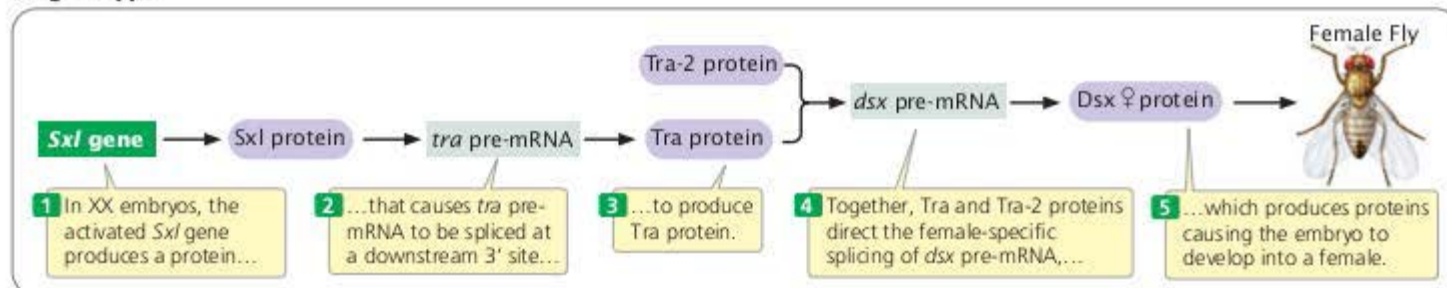 Female Fly
Tra-2 protein
Sxl gene
Sxl protein
tra pre-mRNA
Tra protein
dsx pre-mRNA
Dsx ♀ protein
1 In XX embryos, the
activated Sxl gene
produces a protein…
2 …that causes tra pre-
mRNA to be spliced at
a downstream 3′ site…
3 …to produce
Tra protein.
4 Together, Tra and Tra-2 proteins
direct the female-specific
splicing of dsx pre-mRNA,…
5 …which produces proteins
causing the embryo to
develop into a female.